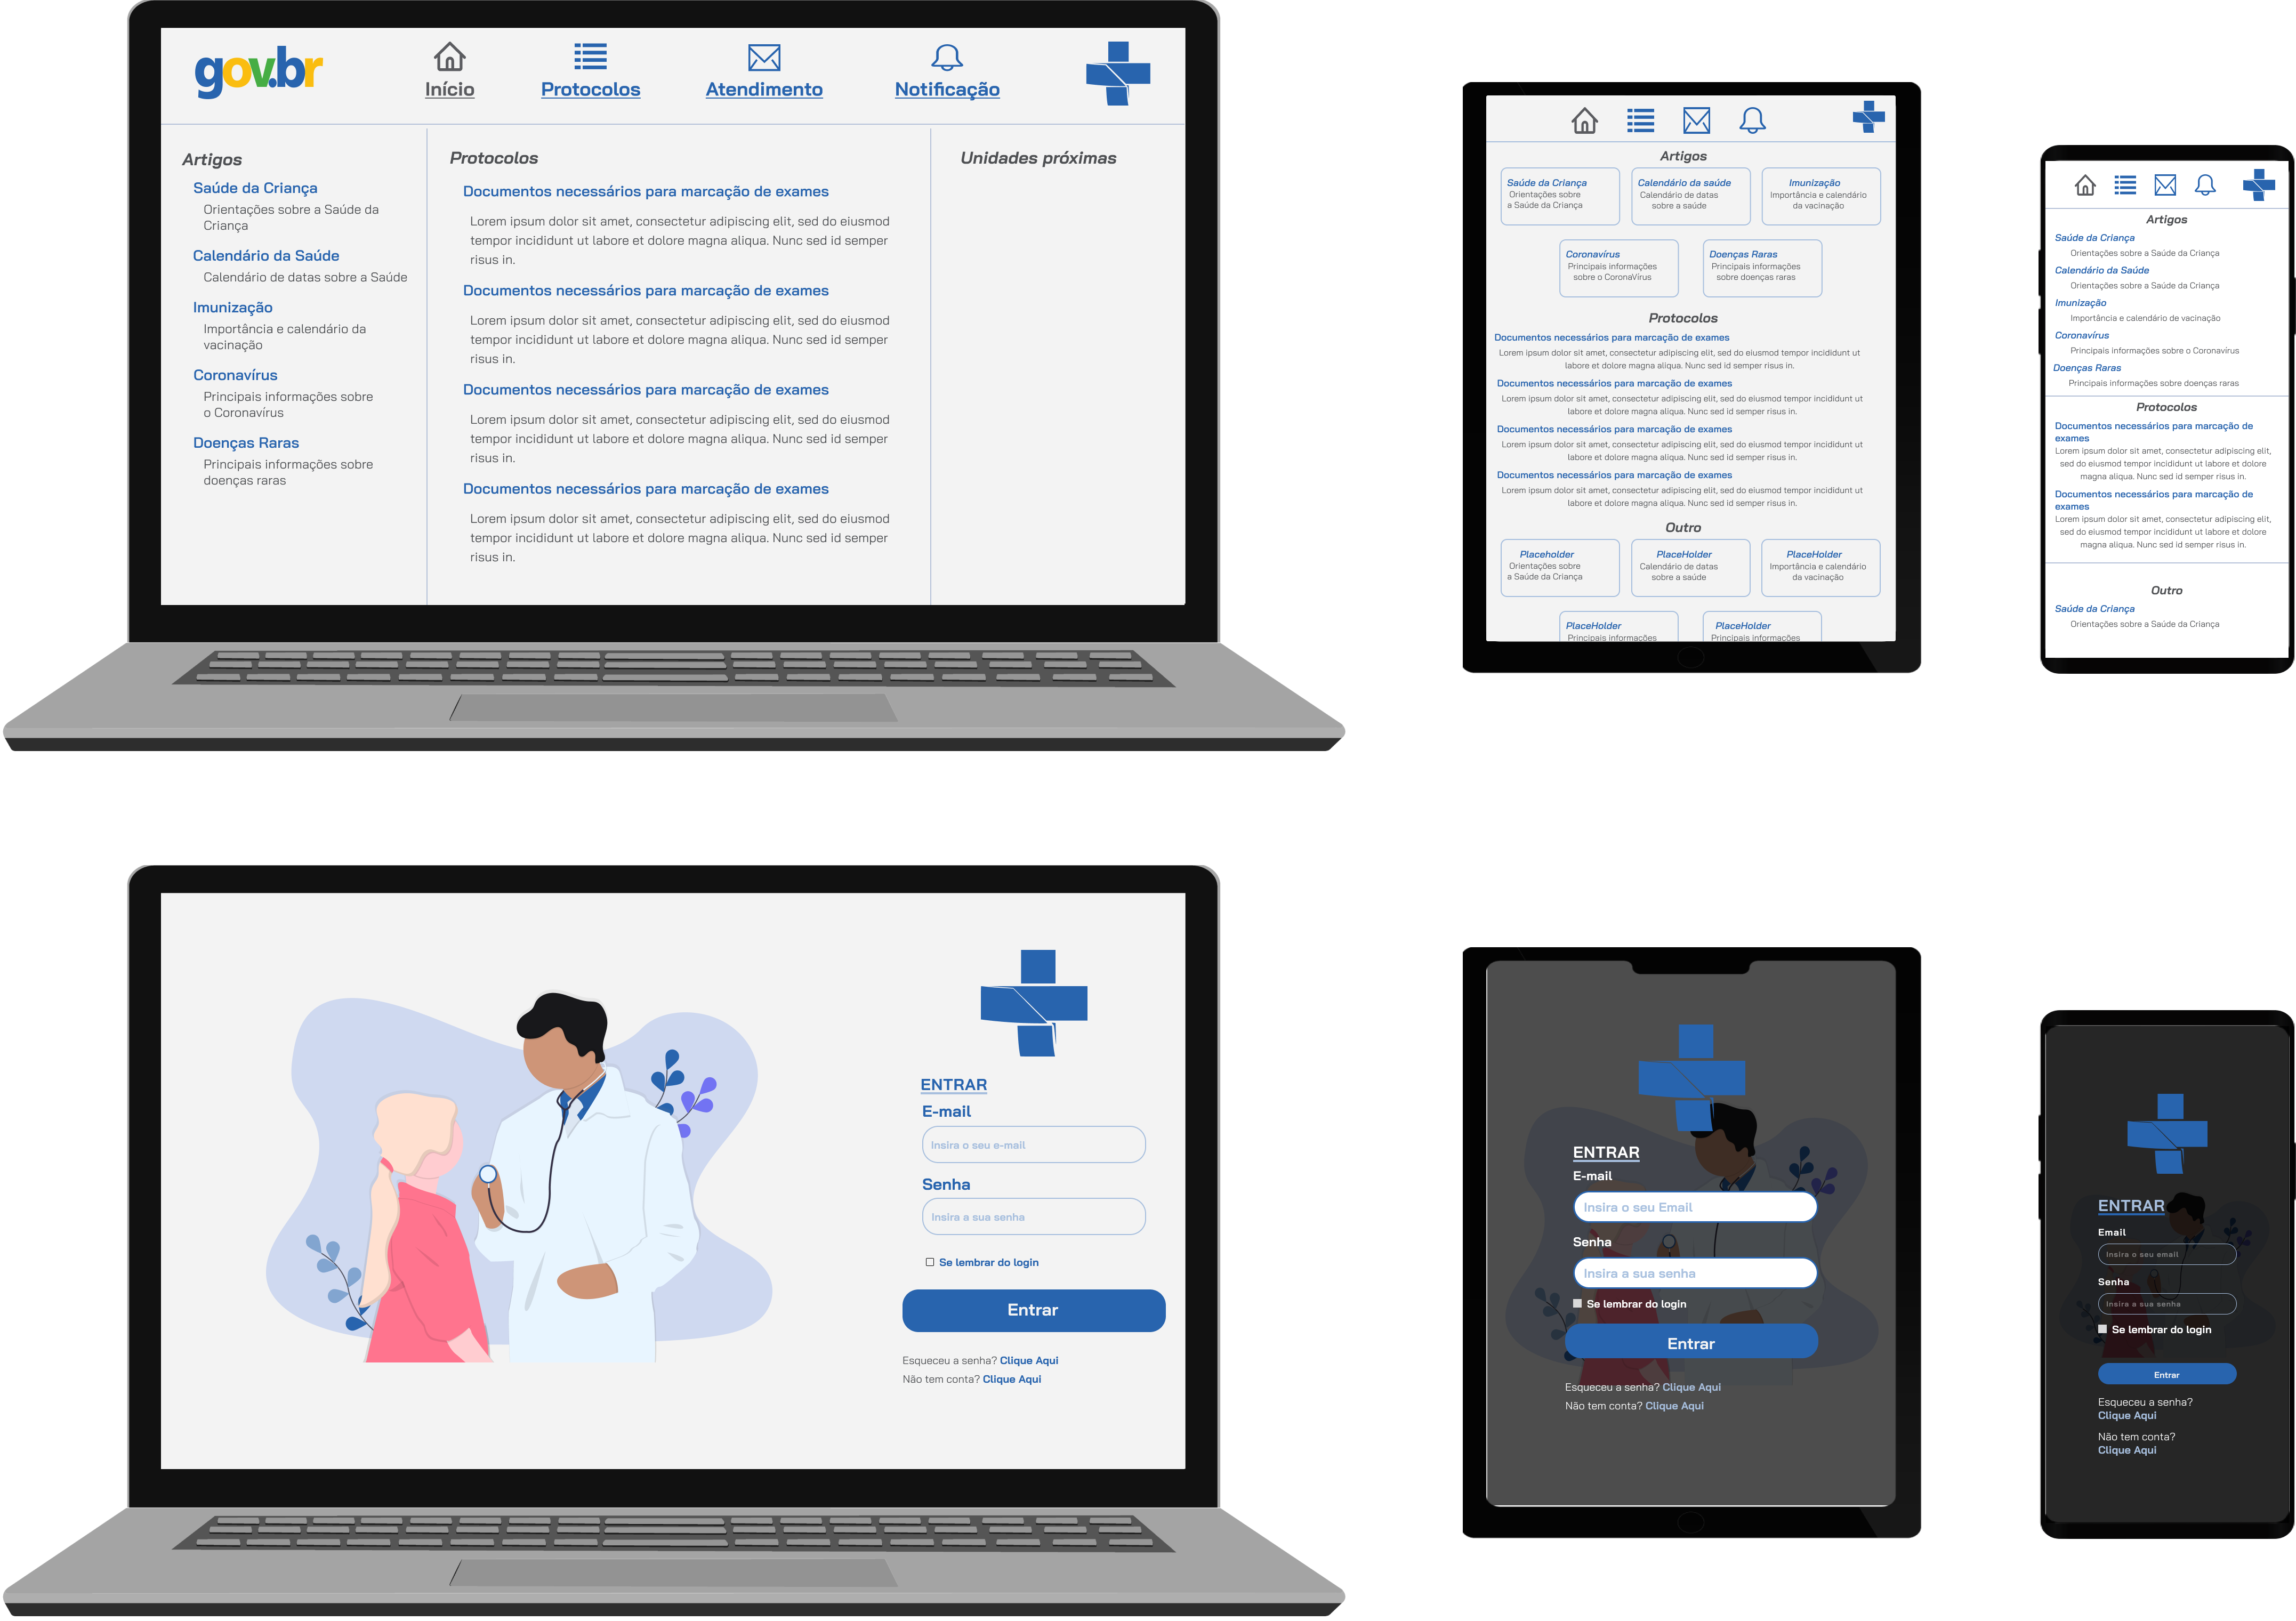 gov.br
Início
Protocolos
Atendimento
Notificação
Artigos
Saúde da Criança
Orientações sobre a Saúde da
Criança
Calendário da Saúde
Calendário de datas sobre a Saúde
Imunização
Importância e calendário da
vacinação
Coronavírus
Principais informações sobre
o Coronavírus
Doenças Raras
Principais informações sobre
doenças raras
Protocolos
Documentos necessários para marcação de exames
Lorem ipsum dolor sit amet, consectetur adipiscing elit, sed do eiusmod
tempor incididunt ut labore et dolore magna aliqua. Nunc sed id semper
risus in.
Documentos necessários para marcação de exames
Lorem ipsum dolor sit amet, consectetur adipiscing elit, sed do eiusmod
tempor incididunt ut labore et dolore magna aliqua. Nunc sed id semper
risus in.
Documentos necessários para marcação de exames
Lorem ipsum dolor sit amet, consectetur adipiscing elit, sed do eiusmod
tempor incididunt ut labore et dolore magna aliqua. Nunc sed id semper
risus in.
Documentos necessários para marcação de exames
Lorem ipsum dolor sit amet, consectetur adipiscing elit, sed do eiusmod
tempor incididunt ut labore et dolore magna aliqua. Nunc sed id semper
risus in.
Unidades próximas
Artigos
Saúde da Criança
Orientações sobre
a Saúde da Criança
Calendário da saúde
Calendário de datas
sobre a saúde
Imunização
Importância e calendário
da vacinação
Coronavírus
Principais informações
sobre o CoronaVírus
Doenças Raras
Principais informações
sobre doenças raras
Protocolos
Documentos necessários para marcação de exames
Lorem ipsum dolor sit amet, consectetur adipiscing elit, sed do eiusmod tempor incididunt ut
labore et dolore magna aliqua. Nunc sed id semper risus in.
Documentos necessários para marcação de exames
Lorem ipsum dolor sit amet, consectetur adipiscing elit, sed do eiusmod tempor incididunt ut
labore et dolore magna aliqua. Nunc sed id semper risus in.
Documentos necessários para marcação de exames
Lorem ipsum dolor sit amet, consectetur adipiscing elit, sed do eiusmod tempor incididunt ut
labore et dolore magna aliqua. Nunc sed id semper risus in.
Documentos necessários para marcação de exames
Lorem ipsum dolor sit amet, consectetur adipiscing elit, sed do eiusmod tempor incididunt ut
labore et dolore magna aliqua. Nunc sed id semper risus in.
Outro
Placeholder
Orientações sobre
a Saúde da Criança
PlaceHolder
Calendário de datas
sobre a saúde
PlaceHolder
Importância e calendário
da vacinação
PlaceHolder
Principais informações
PlaceHolder
Principais informações
Artigos
Saúde da Criança
Orientações sobre a Saúde da Criança
Calendário da Saúde
Orientações sobre a Saúde da Criança
Imunização
Importância e calendário de vacinação
Coronavírus
Principais informações sobre o Coronavírus
Doenças Raras
Principais informações sobre doenças raras
Protocolos
Documentos necessários para marcação de
exames
Lorem ipsum dolor sit amet, consectetur adipiscing elit,
sed do eiusmod tempor incididunt ut labore et dolore
magna aliqua. Nunc sed id semper risus in.
Documentos necessários para marcação de
exames
Lorem ipsum dolor sit amet, consectetur adipiscing elit,
sed do eiusmod tempor incididunt ut labore et dolore
magna aliqua. Nunc sed id semper risus in.
Outro
Saúde da Criança
Orientações sobre a Saúde da Criança
ENTRAR
E-mail
Insira o seu e-mail
Senha
Insira a sua senha
Se lembrar do login
Entrar
Esqueceu a senha? Clique Aqui
Não tem conta? Clique Aqui
ENTRAR
E-mail
Insira o seu Email
Senha
Insira a sua senha
Se lembrar do login
Entrar
Esqueceu a senha? Clique Aqui
Não tem conta? Clique Aqui
ENTRAR
Email
Insira o seu email
Senha
Insira a sua senha
Se lembrar do login
Entrar
Esqueceu a senha?
Clique Aqui
Não tem conta?
Clique Aqui